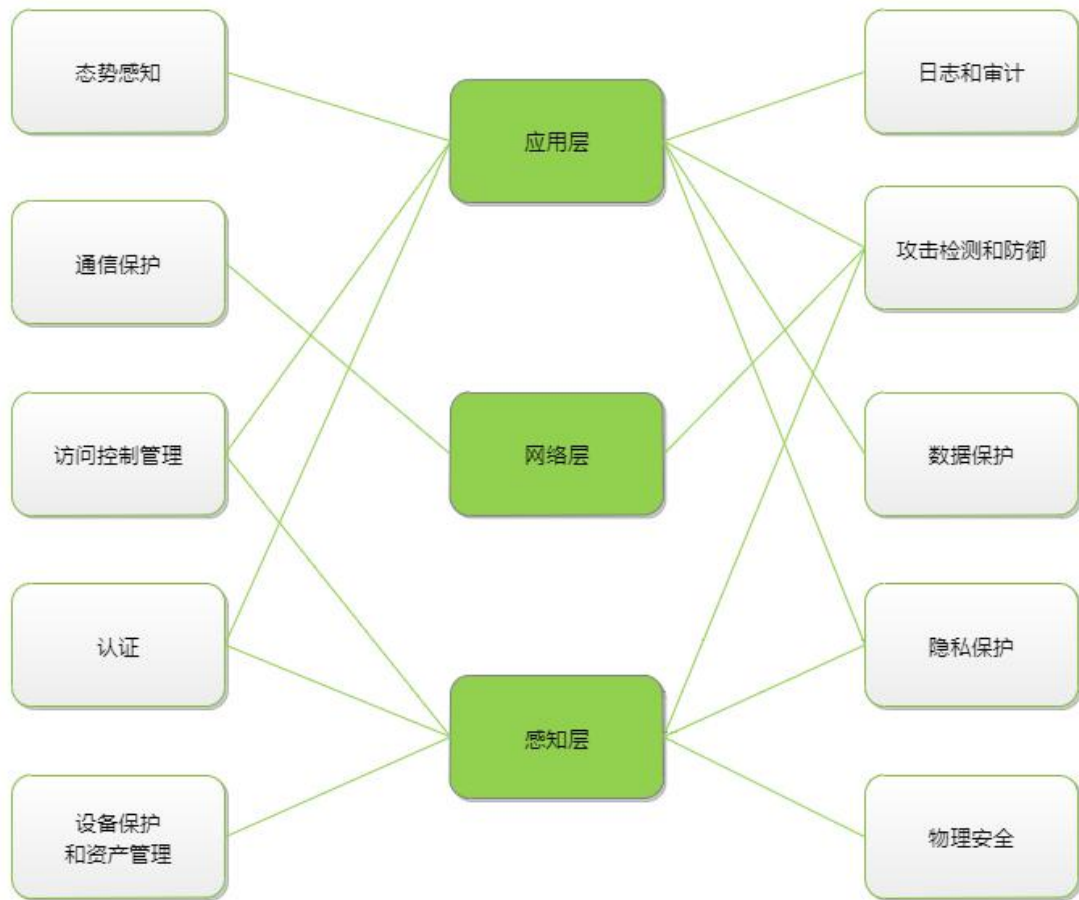 态势感知
应用层
日志和审计
通信保护
攻击检测和防御
访问控制管理
网络层
数据保护
认证
感知层
隐私保护
设备保护
和资产管理
物理安全